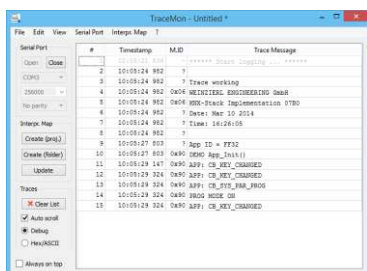 TraceMon - Untitled *
File Edit View Serial Port Interpr. Map ?
Serial Port
Open Close
COM3
256000
No parity
Interpr. Map
Create (proj.)
Create (folder)
Update
Traces
Clear List
Auto scroll
Debug
Hex/ASCII
Always on top
# Timestamp M.ID Trace Message
1 - ****** Start logging ... ******
2 10:05:24 982 ?
3 10:05:24 982 ? Trace working
4 10:05:24 982 0x06 WEINZIERL ENGINEERING GmbH
5 10:05:24 982 0x06 KNX-Stack Implementation 07B0
6 10:05:24 982 ? Date: Mar 10 2014
7 10:05:24 982 ? Time: 16:26:05
8 10:05:24 982 ?
9 10:05:27 803 ? App ID = FF32
10 10:05:27 803 0x90 DEMO App_Init()
11 10:05:29 147 0x90 APP: CB_KEY_CHANGED
12 10:05:29 324 0x90 APP: CB_KEY_CHANGED
13 10:05:29 324 0x90 APP: CB_SYS_PAR_PROG
14 10:05:29 324 0x90 PROG MODE ON
15 10:05:29 324 0x90 APP: CB_KEY_CHANGED